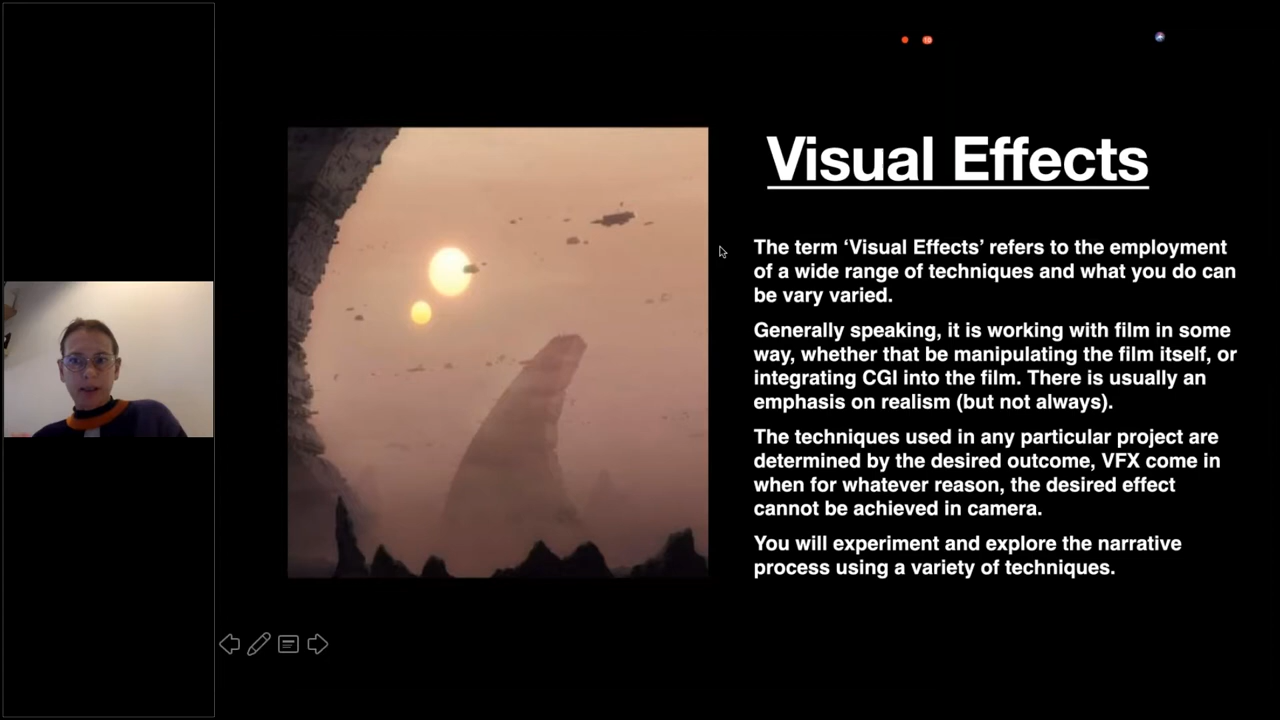 Visual Effects
The term ‘Visual Effects’ refers to the employment
of a wide range of techniques and what you do can
be vary varied.
Generally speaking, it is working with film in some
way, whether that be manipulating the film itself, or
integrating CGI into the film. There is usually an
emphasis on realism (but not always).
The techniques used in any particular project are
determined by the desired outcome, VFX come in
when for whatever reason, the desired effect
cannot be achieved in camera.
You will experiment and explore the narrative
process using a variety of techniques.